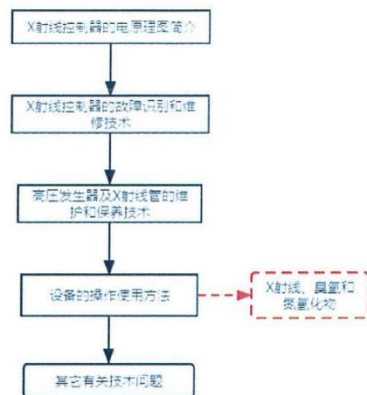 X射线控制器的电原理图简介
X射线控制器的故障识别和维
修技术
高压发生器及X射线管的维
护和保养技术
设备的操作使用方法
X射线、臭氧和
氮氧化物
其它有关技术问题